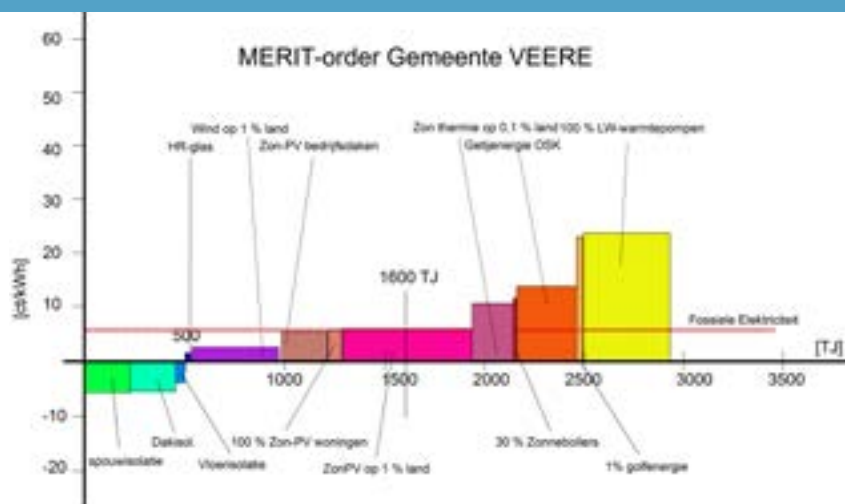 MERIT-order Gemeente VEERE
60
50
40
30
20
10
-10
-20
[ct/kWh]
Wind op 1 % land
HR-glas
Zon-PV bedrijfsdaken
Zon thermie op 0,1 % land
100 % LW-warmtepompen
Getijenergie OSK
1600 TJ
Fossiele Elektriciteit
[TJ]
500
1000
1500
2000
2500
3000
3500
spouwisolatie
Dakisol.
Vloerisolatie
100 % Zon-PV woningen
ZonPV op 1 % land
30 % Zonneboilers
1% golfenergie